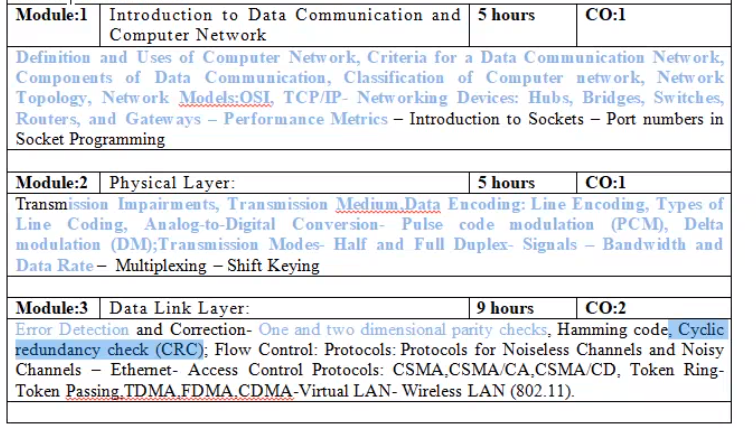 Module:1 Introduction to Data Communication and 5 hours CO:1
Computer Network
Definition and Uses of Computer Network, Criteria for a Data Communication Network,
Components of Data Communication, Classification of Computer network, Network
Topology, Network Models:OSI, TCP/IP- Networking Devices: Hubs, Bridges, Switches,
Routers, and Gateways – Performance Metrics – Introduction to Sockets – Port numbers in
Socket Programming
Module:2 Physical Layer: 5 hours CO:1
Transmission Impairments, Transmission Medium,Data Encoding: Line Encoding, Types of
Line Coding, Analog-to-Digital Conversion- Pulse code modulation (PCM), Delta
modulation (DM);Transmission Modes- Half and Full Duplex- Signals – Bandwidth and
Data Rate – Multiplexing – Shift Keying
Module:3 Data Link Layer: 9 hours CO:2
Error Detection and Correction- One and two dimensional parity checks, Hamming code, Cyclic
redundancy check (CRC); Flow Control: Protocols: Protocols for Noiseless Channels and Noisy
Channels – Ethernet- Access Control Protocols: CSMA,CSMA/CA,CSMA/CD, Token Ring-
Token Passing,TDMA,FDMA,CDMA-Virtual LAN- Wireless LAN (802.11).